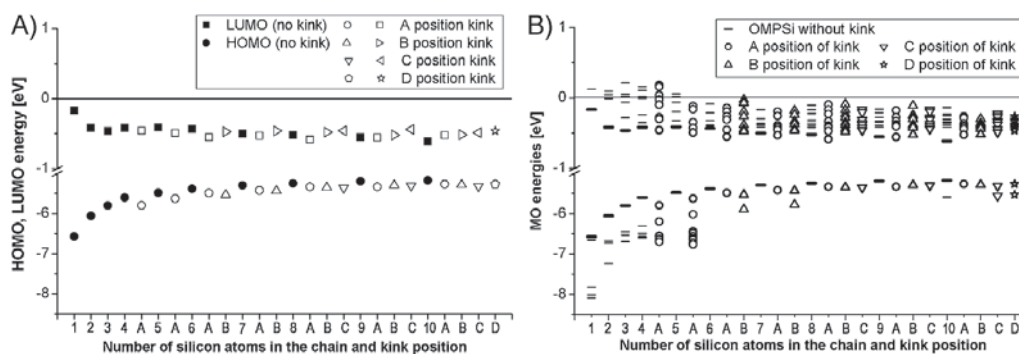 A)
HOMO, LUMO energy [eV]
1
0
-1
-6
-7
-8
LUMO (no kink)
HOMO (no kink)
A position kink
B position kink
C position kink
D position kink
1 2 3 4 A 5 A 6 A B 7 A B 8 A B C 9 A B C 10 A B C D
Number of silicon atoms in the chain and kink position
B)
MO energies [eV]
1
0
-1
-6
-7
-8
OMPSi without kink
A position of kink
B position of kink
C position of kink
D position of kink
1 2 3 4 A 5 A 6 A B 7 A B 8 A B C 9 A B C 10 A B C D
Number of silicon atoms in the chain and kink position